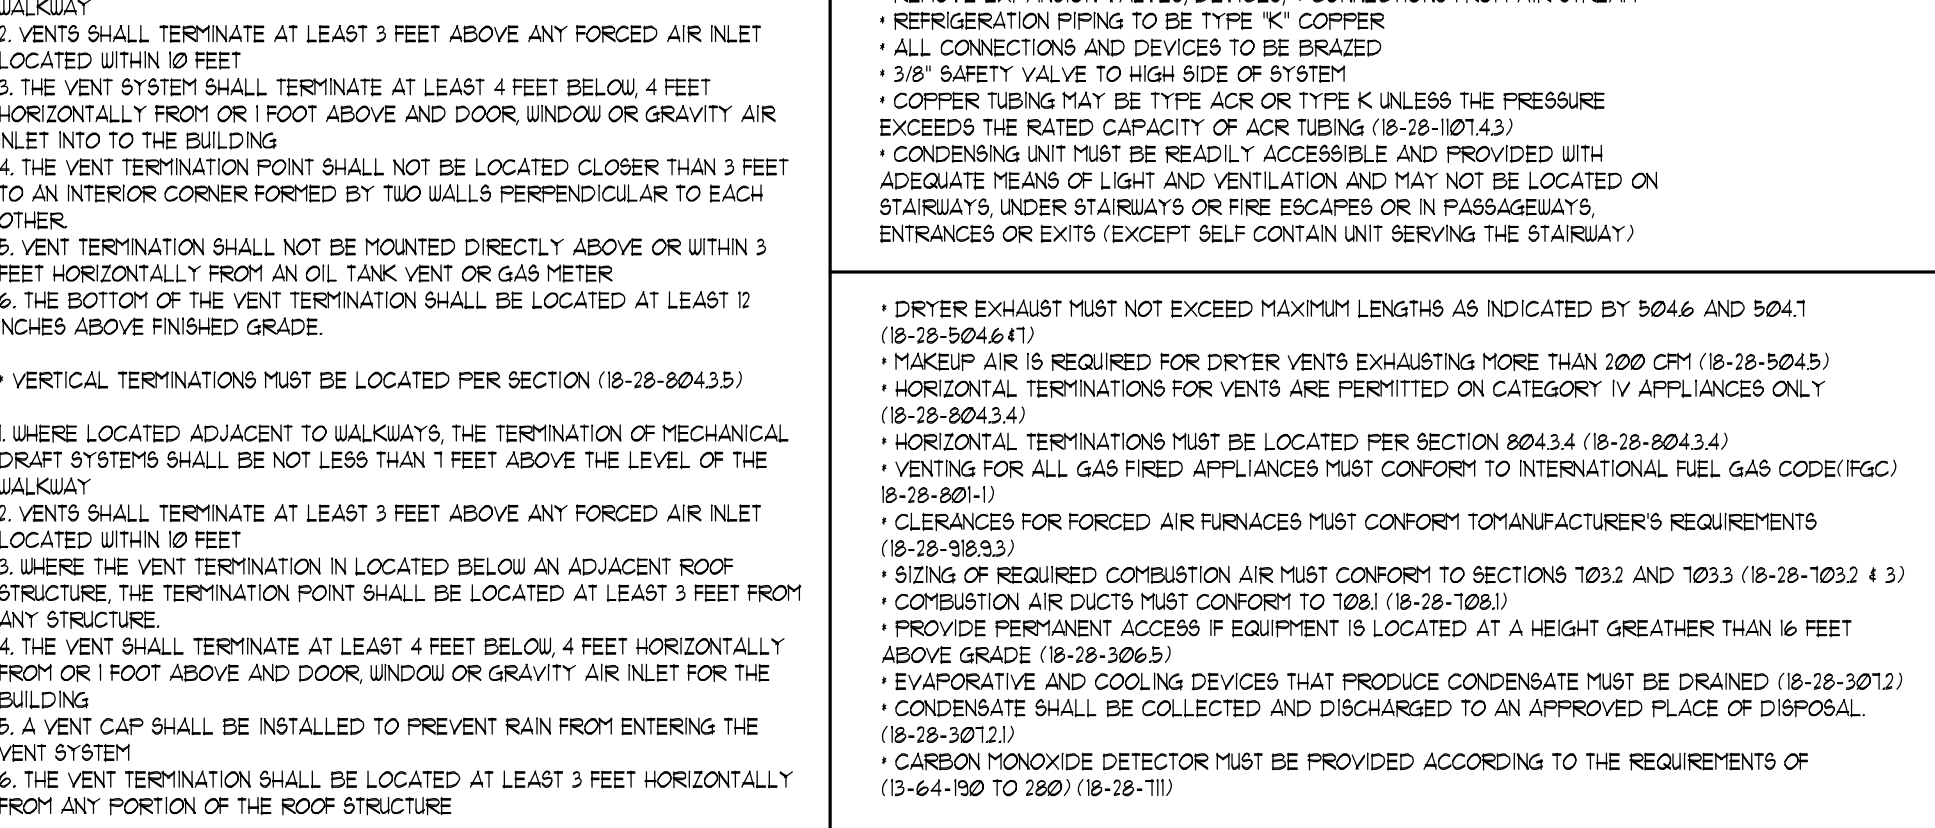 WALKWAY
2. VENTS SHALL TERMINATE AT LEAST 3 FEET ABOVE ANY FORCED AIR INLET
LOCATED WITHIN 10 FEET
3. THE VENT SYSTEM SHALL TERMINATE AT LEAST 4 FEET BELOW, 4 FEET
HORIZONTALLY FROM OR 1 FOOT ABOVE AND DOOR, WINDOW OR GRAVITY AIR
INLET INTO TO THE BUILDING
4. THE VENT TERMINATION POINT SHALL NOT BE LOCATED CLOSER THAN 3 FEET
TO AN INTERIOR CORNER FORMED BY TWO WALLS PERPENDICULAR TO EACH
OTHER.
5. VENT TERMINATION SHALL NOT BE MOUNTED DIRECTLY ABOVE OR WITHIN 3
FEET HORIZONTALLY FROM AN OIL TANK VENT OR GAS METER
6. THE BOTTOM OF THE VENT TERMINATION SHALL BE LOCATED AT LEAST 12
INCHES ABOVE FINISHED GRADE.
* VERTICAL TERMINATIONS MUST BE LOCATED PER SECTION (18-28-804.3.5)
1. WHERE LOCATED ADJACENT TO WALKWAYS, THE TERMINATION OF MECHANICAL
DRAFT SYSTEMS SHALL BE NOT LESS THAN 7 FEET ABOVE THE LEVEL OF THE
WALKWAY
2. VENTS SHALL TERMINATE AT LEAST 3 FEET ABOVE ANY FORCED AIR INLET
LOCATED WITHIN 10 FEET
3. WHERE THE VENT TERMINATION IN LOCATED BELOW AN ADJACENT ROOF
STRUCTURE, THE TERMINATION POINT SHALL BE LOCATED AT LEAST 3 FEET FROM
ANY STRUCTURE.
4. THE VENT SHALL TERMINATE AT LEAST 4 FEET BELOW, 4 FEET HORIZONTALLY
FROM OR 1 FOOT ABOVE AND DOOR, WINDOW OR GRAVITY AIR INLET FOR THE
BUILDING
5. A VENT CAP SHALL BE INSTALLED TO PREVENT RAIN FROM ENTERING THE
VENT SYSTEM
6. THE VENT TERMINATION SHALL BE LOCATED AT LEAST 3 FEET HORIZONTALLY
FROM ANY PORTION OF THE ROOF STRUCTURE
* REFRIGERATION PIPING TO BE TYPE "K" COPPER
* ALL CONNECTIONS AND DEVICES TO BE BRAZED
* 3/8" SAFETY VALVE TO HIGH SIDE OF SYSTEM
* COPPER TUBING MAY BE TYPE ACR OR TYPE K UNLESS THE PRESSURE
EXCEEDS THE RATED CAPACITY OF ACR TUBING (18-28-1107.4.3)
* CONDENSING UNIT MUST BE READILY ACCESSIBLE AND PROVIDED WITH
ADEQUATE MEANS OF LIGHT AND VENTILATION AND MAY NOT BE LOCATED ON
STAIRWAYS, UNDER STAIRWAYS OR FIRE ESCAPES OR IN PASSAGEWAYS,
ENTRANCES OR EXITS (EXCEPT SELF CONTAIN UNIT SERVING THE STAIRWAY)
* DRYER EXHAUST MUST NOT EXCEED MAXIMUM LENGTHS AS INDICATED BY 504.6 AND 504.7
(18-28-504.6&7)
* MAKEUP AIR IS REQUIRED FOR DRYER VENTS EXHAUSTING MORE THAN 200 CFM (18-28-504.5)
* HORIZONTAL TERMINATIONS FOR VENTS ARE PERMITTED ON CATEGORY IV APPLIANCES ONLY
(18-28-804.3.4)
* HORIZONTAL TERMINATIONS MUST BE LOCATED PER SECTION 804.3.4 (18-28-804.3.4)
* VENTING FOR ALL GAS FIRED APPLIANCES MUST CONFORM TO INTERNATIONAL FUEL GAS CODE(IFGC)
18-28-801-1)
* CLERANCES FOR FORCED AIR FURNACES MUST CONFORM TOMANUFACTURER'S REQUIREMENTS
(18-28-918.9.3)
* SIZING OF REQUIRED COMBUSTION AIR MUST CONFORM TO SECTIONS 703.2 AND 703.3 (18-28-703.2 & 3)
* COMBUSTION AIR DUCTS MUST CONFORM TO 708.1 (18-28-708.1)
* PROVIDE PERMANENT ACCESS IF EQUIPMENT IS LOCATED AT A HEIGHT GREATHER THAN 16 FEET
ABOVE GRADE (18-28-306.5)
* EVAPORATIVE AND COOLING DEVICES THAT PRODUCE CONDENSATE MUST BE DRAINED (18-28-307.2)
* CONDENSATE SHALL BE COLLECTED AND DISCHARGED TO AN APPROVED PLACE OF DISPOSAL.
(18-28-307.2.1)
* CARBON MONOXIDE DETECTOR MUST BE PROVIDED ACCORDING TO THE REQUIREMENTS OF
(13-64-190 TO 280) (18-28-711)